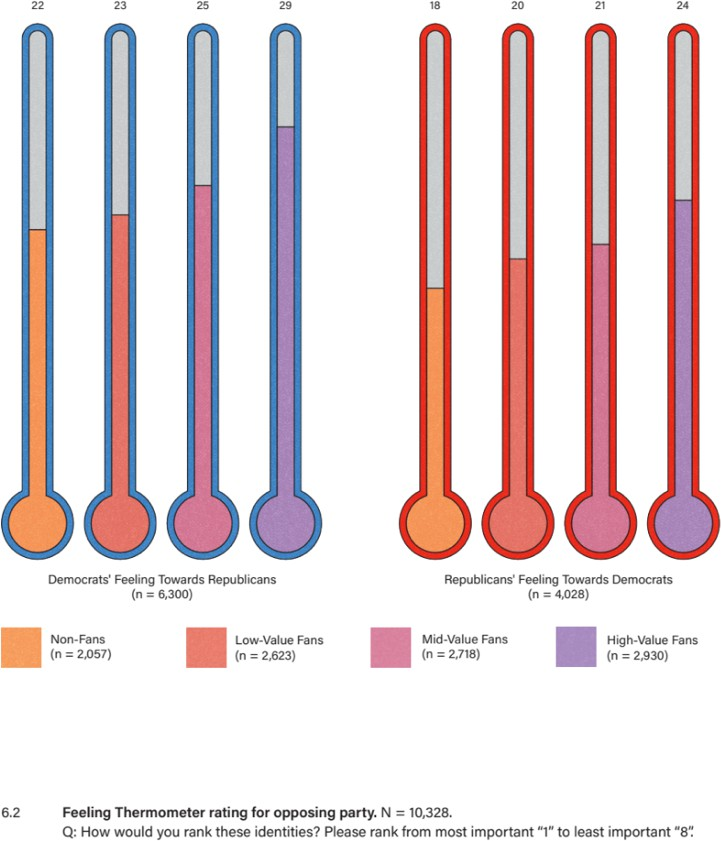 22 23 25 29 18 20 21 24
Democrats' Feeling Towards Republicans
(n = 6,300)
Republicans' Feeling Towards Democrats
(n = 4,028)
Non-Fans
(n = 2,057)
Low-Value Fans
(n = 2,623)
Mid-Value Fans
(n = 2,718)
High-Value Fans
(n = 2,930)
6.2 Feeling Thermometer rating for opposing party. N = 10,328.
Q: How would you rank these identities? Please rank from most important “1” to least important “8”.